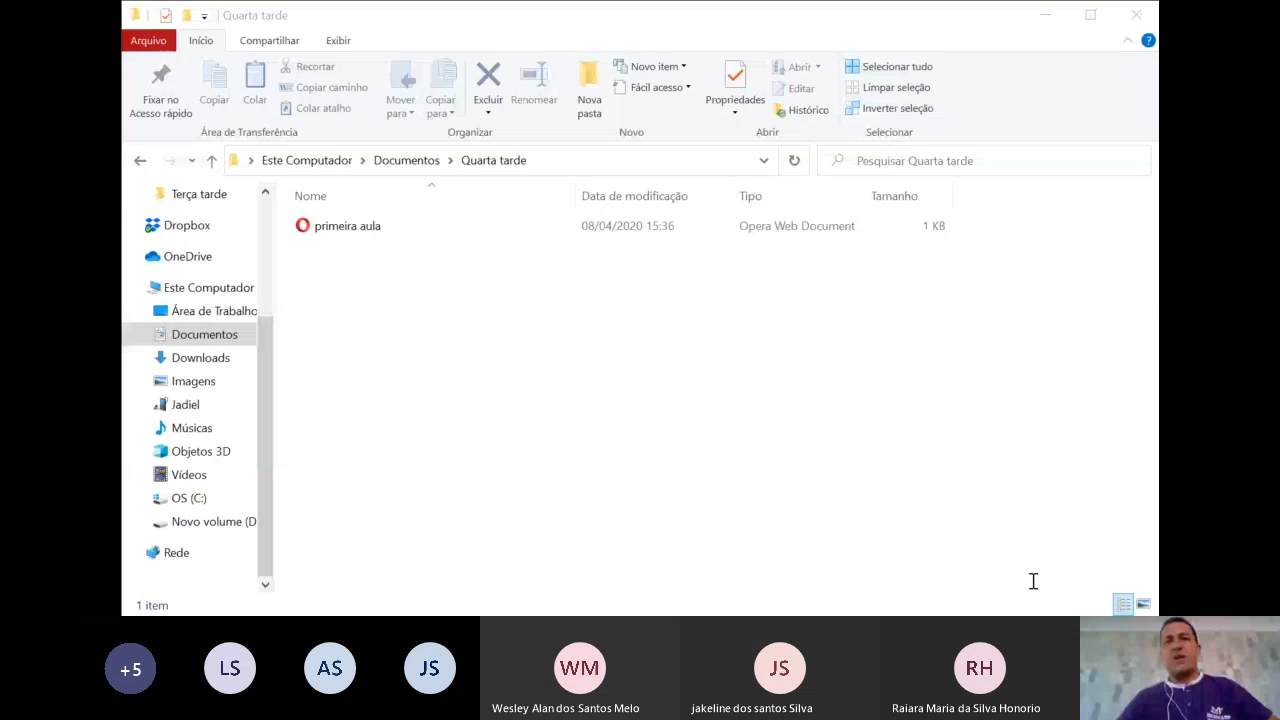 Quarta tarde
Arquivo Início Compartilhar Exibir
Fixar no Acesso rápido
Copiar
Colar
Recortar
Copiar caminho
Colar atalho
Mover para
Copiar para
Excluir
Renomear
Nova pasta
Novo item
Fácil acesso
Propriedades
Abrir
Editar
Histórico
Selecionar tudo
Limpar seleção
Inverter seleção
Área de Transferência Organizar Novo Abrir Selecionar
Este Computador > Documentos > Quarta tarde
Pesquisar Quarta tarde
Nome Data de modificação Tipo Tamanho
primeira aula 08/04/2020 15:36 Opera Web Document 1 KB
Terça tarde
Dropbox
OneDrive
Este Computador
Área de Trabalho
Documentos
Downloads
Imagens
Jadiel
Músicas
Objetos 3D
Vídeos
OS (C:)
Novo volume (D
Rede
1 item
+5 LS AS JS WM JS RH
Wesley Alan dos Santos Melo
jakeline dos santos Silva
Raiara Maria da Silva Honorio